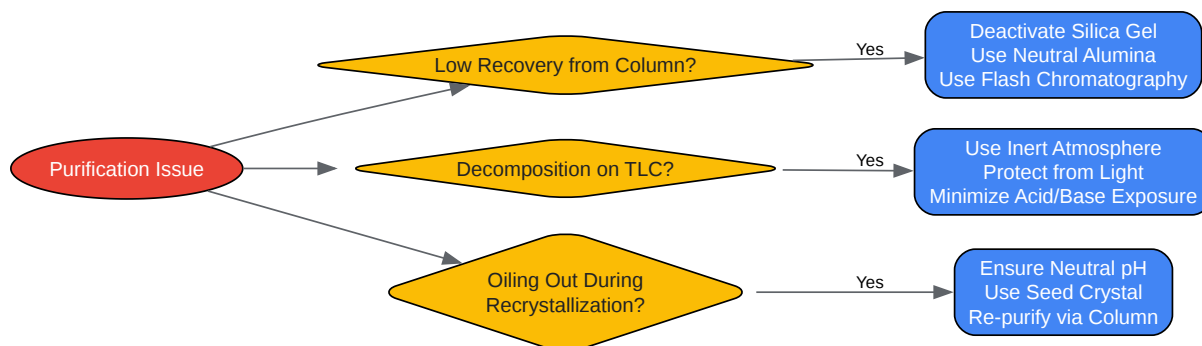 Purification Issue
Low Recovery from Column?
Yes
Deactivate Silica Gel
Use Neutral Alumina
Use Flash Chromatography
Decomposition on TLC?
Yes
Use Inert Atmosphere
Protect from Light
Minimize Acid/Base Exposure
Oiling Out During
Recrystallization?
Yes
Ensure Neutral pH
Use Seed Crystal
Re-purify via Column